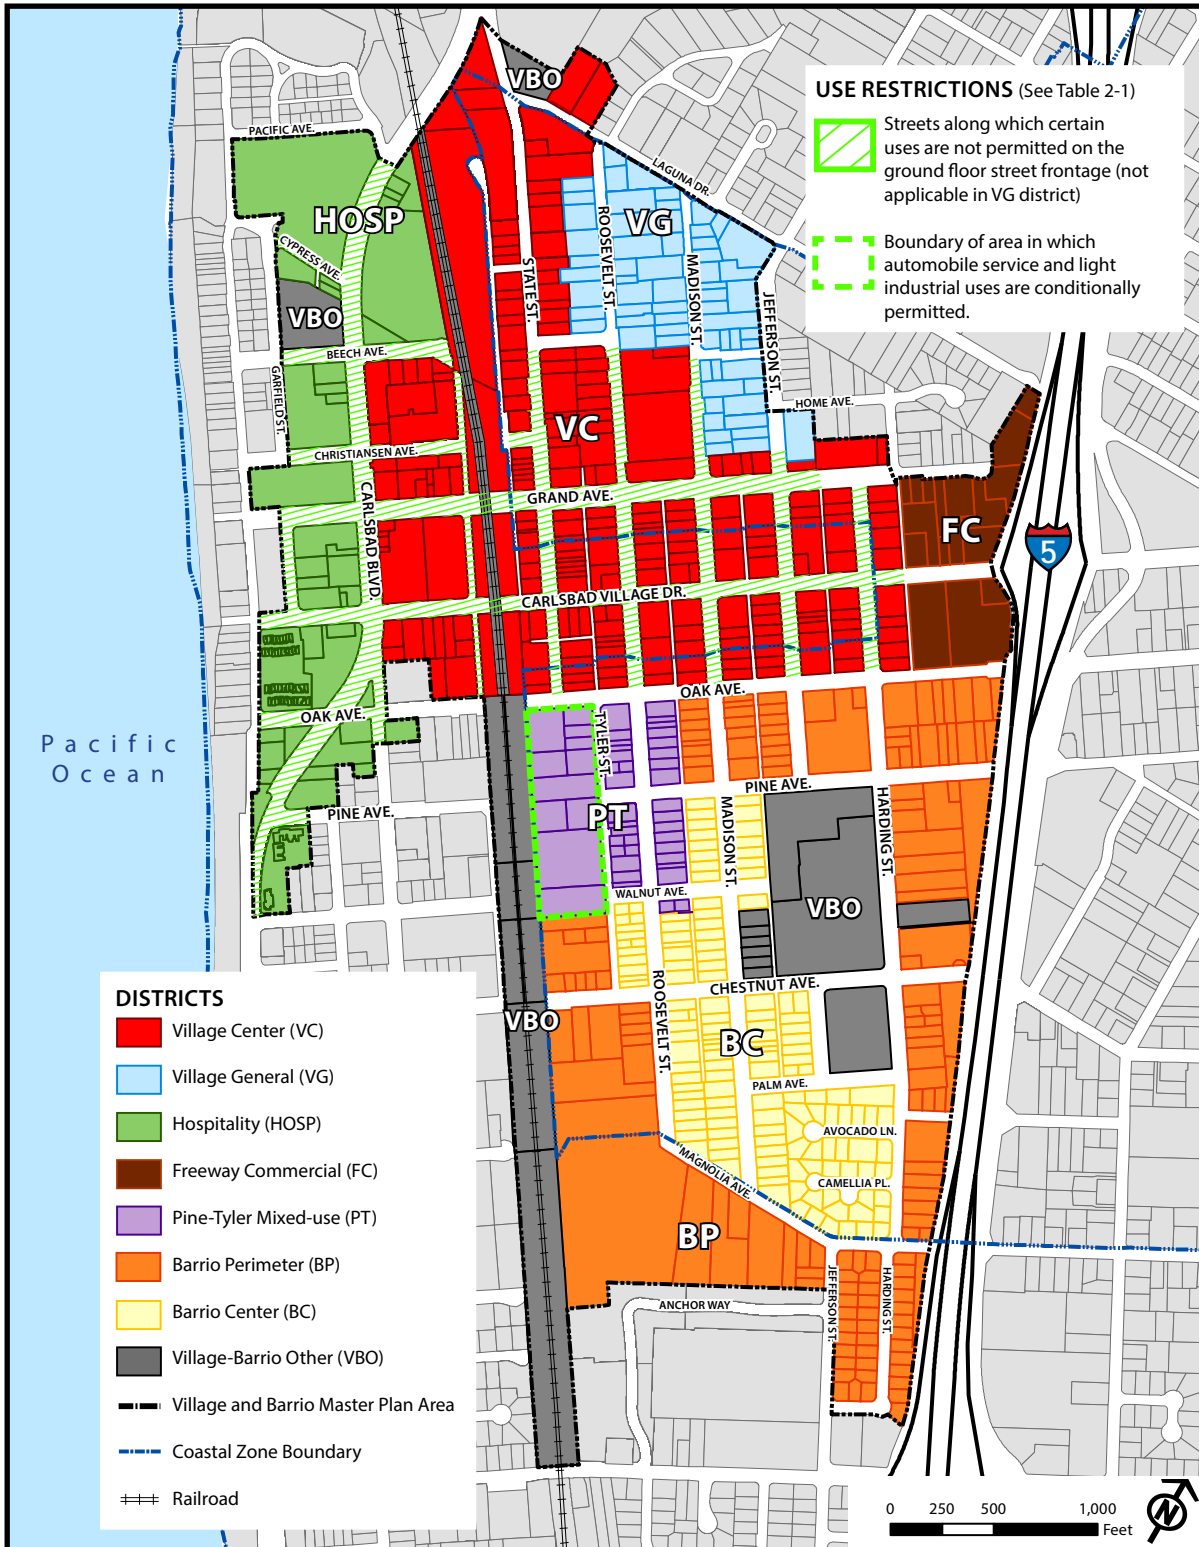 USE RESTRICTIONS (See Table 2-1)
Streets along which certain
uses are not permitted on the
ground floor street frontage (not
applicable in VG district)
Boundary of area in which
automobile service and light
industrial uses are conditionally
permitted.
VBO
PACIFIC AVE.
LAGUNA DR.
HOSP
VG
ROOSEVELT ST.
CYPRESS AVE.
STATE ST.
MADISON ST.
JEFFERSON ST.
VBO
BEECH AVE.
GARFIELD ST.
HOME AVE.
VC
CHRISTIANSEN AVE.
CARLSBAD BLVD.
GRAND AVE.
FC
5
CARLSBAD VILLAGE DR.
OAK AVE.
OAK AVE.
TYLER ST.
Pacific
Ocean
PINE AVE.
PINE AVE.
PT
MADISON ST.
HARDING ST.
WALNUT AVE.
VBO
CHESTNUT AVE.
ROOSEVELT ST.
VBO
BC
PALM AVE.
AVOCADO LN.
MAGNOLIA AVE.
CAMELLIA PL.
BP
JEFFERSON ST.
HARDING ST.
ANCHOR WAY
DISTRICTS
Village Center (VC)
Village General (VG)
Hospitality (HOSP)
Freeway Commercial (FC)
Pine-Tyler Mixed-use (PT)
Barrio Perimeter (BP)
Barrio Center (BC)
Village-Barrio Other (VBO)
Village and Barrio Master Plan Area
Coastal Zone Boundary
Railroad
0 250 500 1,000
Feet
N